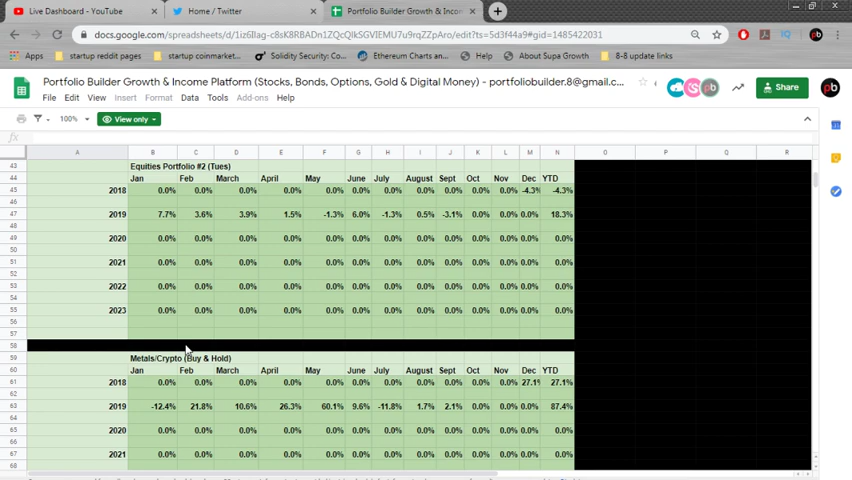 Live Dashboard - YouTube
Home / Twitter
Portfolio Builder Growth & Incon
docs.google.com/spreadsheets/d/1iz6Ilag-c8sK8RBmDn1ZQcQIkSGVIEMU7u9rqZZpAro/edit?ts=5d3f44a9#gid=1485422031
Apps startup reddit pages startup coinmarket... Solidity Security: Co... Ethereum Charts an... Help About Supa Growth 8-8 update links
Portfolio Builder Growth & Income Platform (Stocks, Bonds, Options, Gold & Digital Money) - portfoliobuilder.8@gmail.c...
Share
File Edit View Insert Format Data Tools Add-ons Help
100% View only
fx
A B C D E F G H I J K L M N O P Q R
43 Equities Portfolio #2 (Tues)
44 Jan Feb March April May June July August Sept Oct Nov Dec YTD
45 2018 0.0% 0.0% 0.0% 0.0% 0.0% 0.0% 0.0% 0.0% 0.0% 0.0% 0.0% -4.3% -4.3%
46
47 2019 7.7% 3.6% 3.9% 1.5% -1.3% 6.0% -1.3% 0.5% -3.1% 0.0% 0.0% 0.0% 18.3%
48
49 2020 0.0% 0.0% 0.0% 0.0% 0.0% 0.0% 0.0% 0.0% 0.0% 0.0% 0.0% 0.0% 0.0%
50
51 2021 0.0% 0.0% 0.0% 0.0% 0.0% 0.0% 0.0% 0.0% 0.0% 0.0% 0.0% 0.0% 0.0%
52
53 2022 0.0% 0.0% 0.0% 0.0% 0.0% 0.0% 0.0% 0.0% 0.0% 0.0% 0.0% 0.0% 0.0%
54
55 2023 0.0% 0.0% 0.0% 0.0% 0.0% 0.0% 0.0% 0.0% 0.0% 0.0% 0.0% 0.0% 0.0%
56
57
58
59 Metals/Crypto (Buy & Hold)
60 Jan Feb March April May June July August Sept Oct Nov Dec YTD
61 2018 0.0% 0.0% 0.0% 0.0% 0.0% 0.0% 0.0% 0.0% 0.0% 0.0% 0.0% 27.1% 27.1%
62
63 2019 -12.4% 21.8% 10.6% 26.3% 60.1% 9.6% -11.8% 1.7% 2.1% 0.0% 0.0% 0.0% 87.4%
64
65 2020 0.0% 0.0% 0.0% 0.0% 0.0% 0.0% 0.0% 0.0% 0.0% 0.0% 0.0% 0.0% 0.0%
66
67 2021 0.0% 0.0% 0.0% 0.0% 0.0% 0.0% 0.0% 0.0% 0.0% 0.0% 0.0% 0.0% 0.0%
68